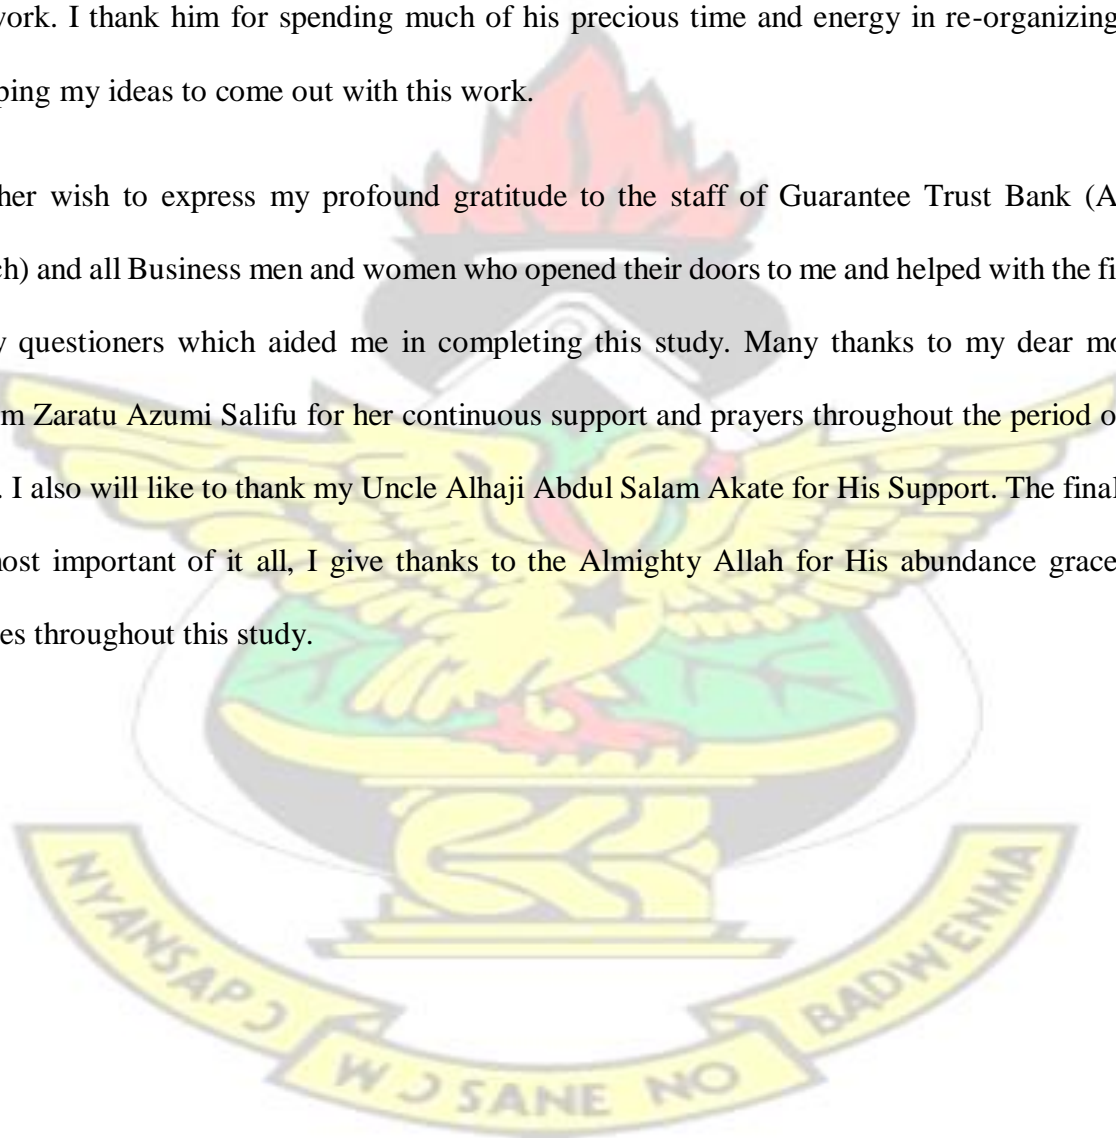 work. I thank him for spending much of his precious time and energy in re-organizing
ping my ideas to come out with this work.
her wish to express my profound gratitude to the staff of Guarantee Trust Bank (A
ch) and all Business men and women who opened their doors to me and helped with the fi
y questioners which aided me in completing this study. Many thanks to my dear mo
m Zaratu Azumi Salifu for her continuous support and prayers throughout the period o
. I also will like to thank my Uncle Alhaji Abdul Salam Akate for His Support. The final
most important of it all, I give thanks to the Almighty Allah for His abundance grace
es throughout this study.
NYANSAPƆ
WƆ SANE NO
BADWENMA